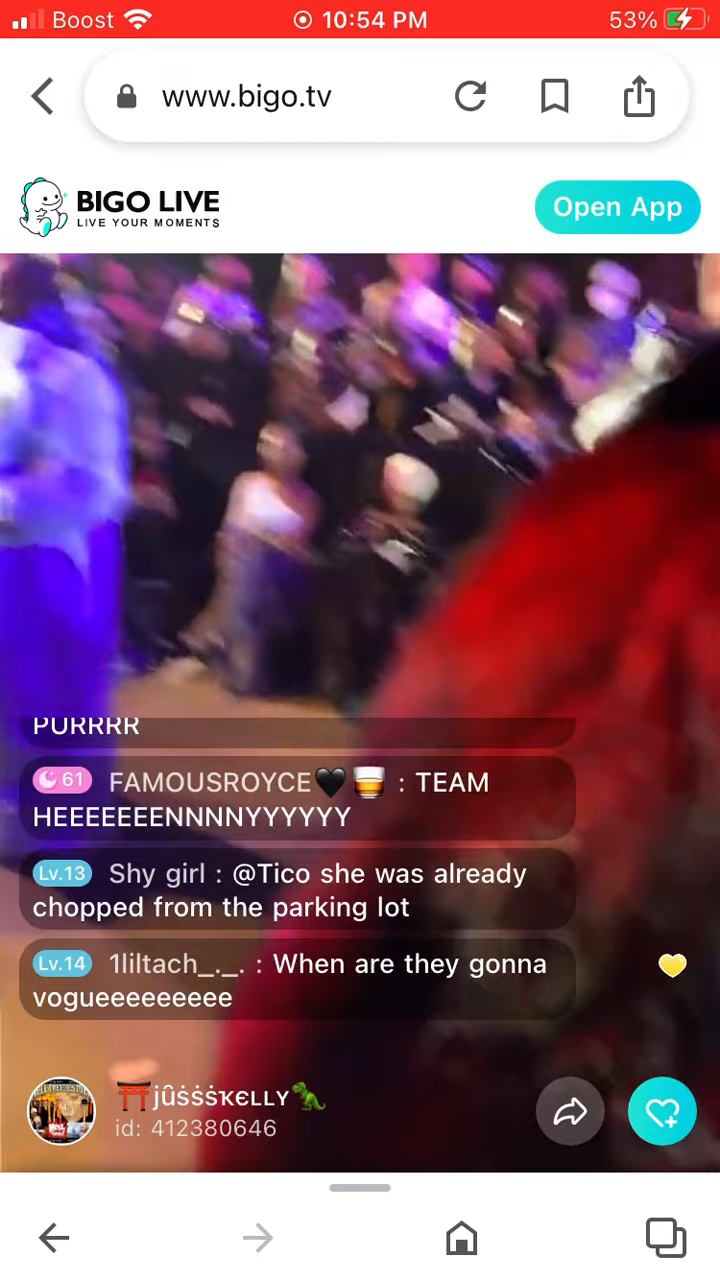 Boost 10:54 PM 53%
www.bigo.tv
BIGO LIVE
LIVE YOUR MOMENTS
Open App
PURRRR
61 FAMOUSROYCE🖤🥃 : TEAM
HEEEEEEENNNNYYYYYY
Lv.13 Shy girl : @Tico she was already
chopped from the parking lot
Lv.14 1liltach_._. : When are they gonna
vogueeeeeeeee
⛩️jȗṡṡṡҡЄLLY🦖
id: 412380646